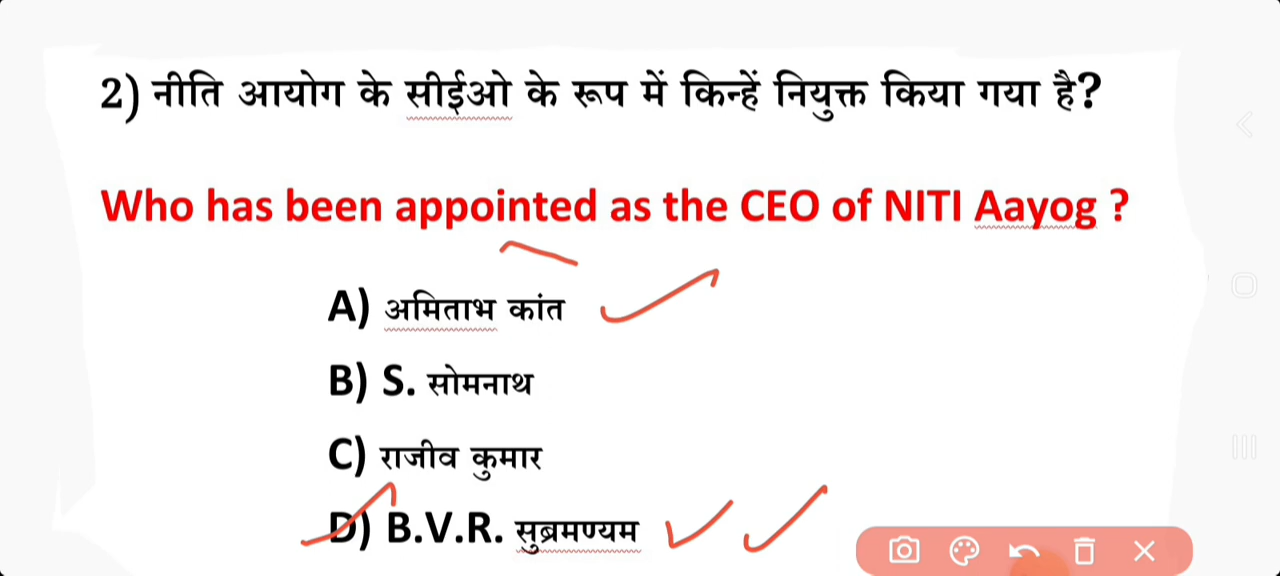 2) नीति आयोग के सीईओ के रूप में किन्हें नियुक्त किया गया है?
Who has been appointed as the CEO of NITI Aayog ?
A) अमिताभ कांत
B) S. सोमनाथ
C) राजीव कुमार
D) B.V.R. सुब्रमण्यम